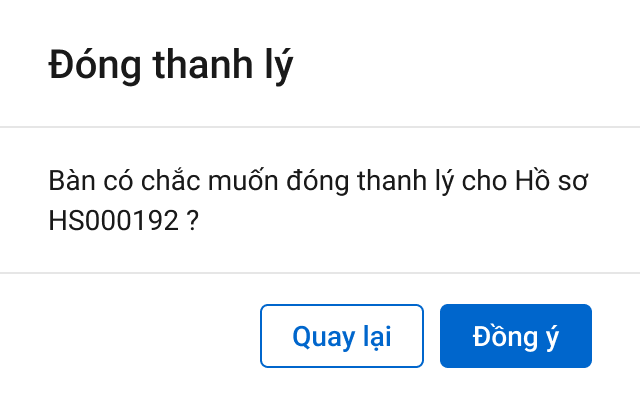 Đóng thanh lý
Bàn có chắc muốn đóng thanh lý cho Hồ sơ
HS000192 ?
Quay lại
Đồng ý